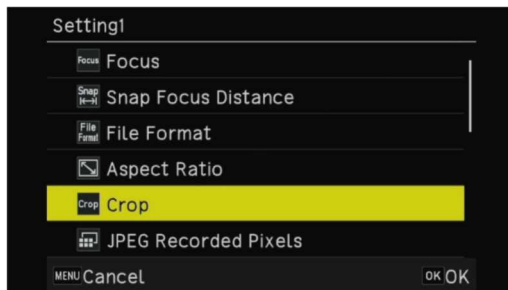 Setting1
Focus Focus
Snap Snap Focus Distance
File Format File Format
Aspect Ratio
Crop Crop
JPEG Recorded Pixels
MENU Cancel OK OK